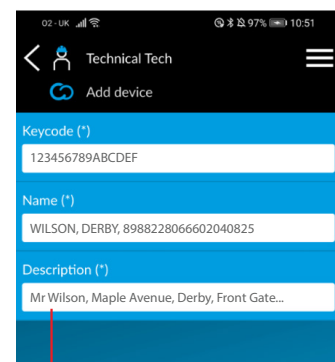 O2-UK 97% 10:51
Technical Tech
Add device
Keycode (*)
123456789ABCDEF
Name (*)
WILSON, DERBY, 8988228066602040825
Description (*)
Mr Wilson, Maple Avenue, Derby, Front Gate...